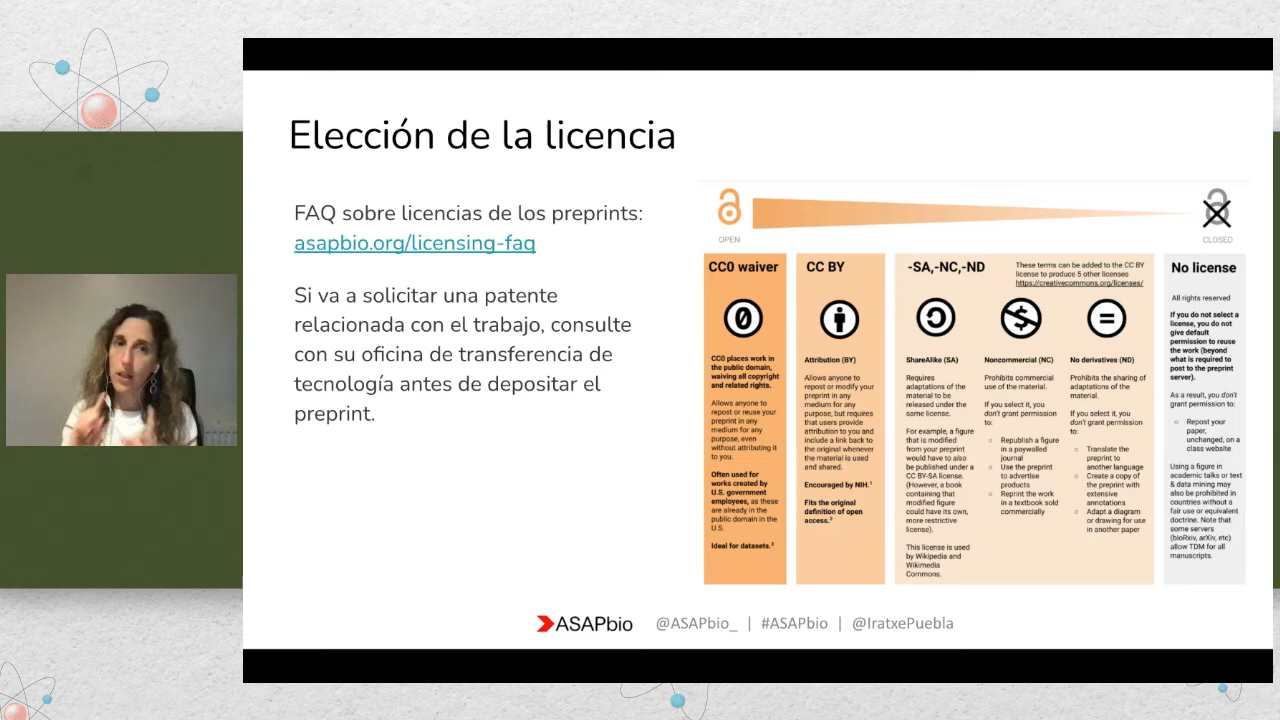 Elección de la licencia
FAQ sobre licencias de los preprints:
asapbio.org/licensing-faq
Si va a solicitar una patente
relacionada con el trabajo, consulte
con su oficina de transferencia de
tecnología antes de depositar el
preprint.
OPEN
CLOSED
CC0 waiver
CC0 places work in
the public domain,
waiving all copyright
and related rights.
Allows anyone to
repost or reuse your
preprint in any
medium for any
purpose, even
without attributing it
to you.
Often used for
works created by
U.S. government
employees, as these
are already in the
public domain in the
U.S.
Ideal for datasets.³
CC BY
Attribution (BY)
Allows anyone to
repost or modify your
preprint in any
medium for any
purpose, but requires
that users provide
attribution to you and
include a link back to
the original whenever
the material is used
and shared.
Encouraged by NIH.¹
Fits the original
definition of open
access.²
-SA,-NC,-ND
These terms can be added to the CC BY
license to produce 5 other licenses
https://creativecommons.org/licenses/
ShareAlike (SA)
Requires
adaptations of the
material to be
released under the
same license.
For example, a figure
that is modified
from your preprint
would have to also
be published under a
CC BY-SA license.
(However, a book
containing that
modified figure
could have its own,
more restrictive
license).
This license is used
by Wikipedia and
Wikimedia
Commons.
Noncommercial (NC)
Prohibits commercial
use of the material.
If you select it, you
don't grant permission
to:
○ Republish a figure
in a paywalled
journal
○ Use the preprint
to advertise
products
○ Reprint the work
in a textbook sold
commercially
No derivatives (ND)
Prohibits the sharing of
adaptations of the
material.
If you select it, you
don't grant permission
to:
○ Translate the
preprint to
another language
○ Create a copy of
the preprint with
extensive
annotations
○ Adapt a diagram
or drawing for use
in another paper
No license
All rights reserved
If you do not select a
license, you do not
give default
permission to reuse
the work (beyond
what is required to
post to the preprint
server).
As a result, you don't
grant permission to:
○ Repost your
paper,
unchanged, on a
class website
Using a figure in
academic talks or text
& data mining may
also be prohibited in
countries without a
fair use or equivalent
doctrine. Note that
some servers
(bioRxiv, arXiv, etc)
allow TDM for all
manuscripts.
ASAPbio @ASAPbio_ | #ASAPbio | @IratxePuebla